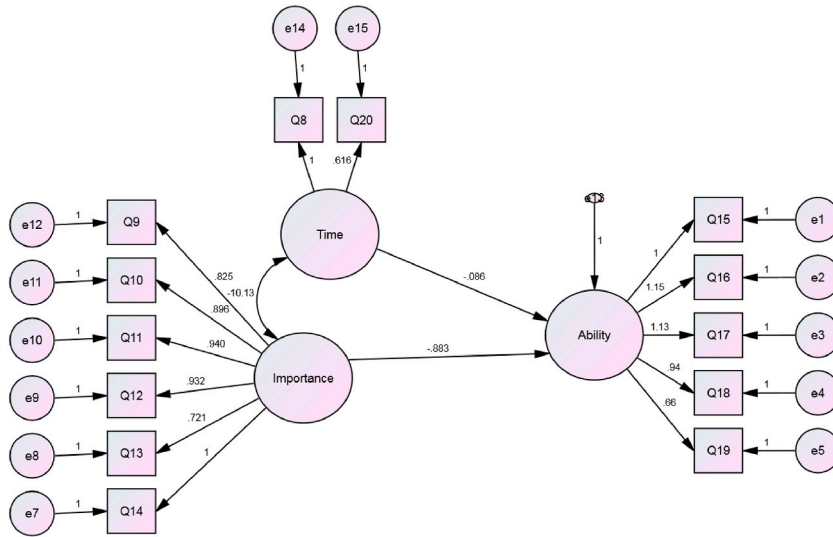 e14
e15
1
1
Q8
Q20
1
.616
Time
e12
1
Q9
e11
1
Q10
e10
1
Q11
e9
1
Q12
e8
1
Q13
e7
1
Q14
.825
-10.13
.896
.940
.932
.721
1
Importance
-.086
-.883
1
Ability
1
1.15
1.13
.94
.66
Q15
1
e1
Q16
1
e2
Q17
1
e3
Q18
1
e4
Q19
1
e5